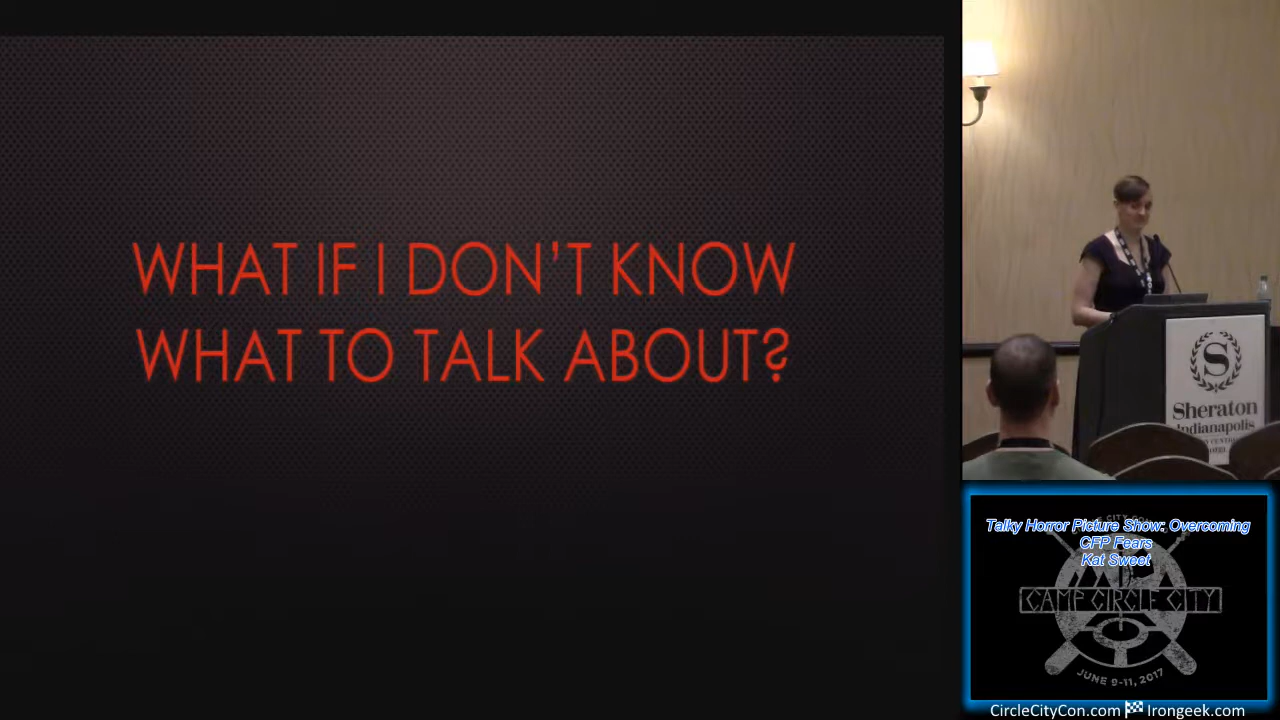 WHAT IF I DON'T KNOW
WHAT TO TALK ABOUT?
S
Sheraton
Indianapolis
HOTEL
Talky Horror Picture Show: Overcoming
CFP Fears
Kat Sweet
CAMP CIRCLE CITY
JUNE 9-11, 2017
CircleCityCon.com Irongeek.com